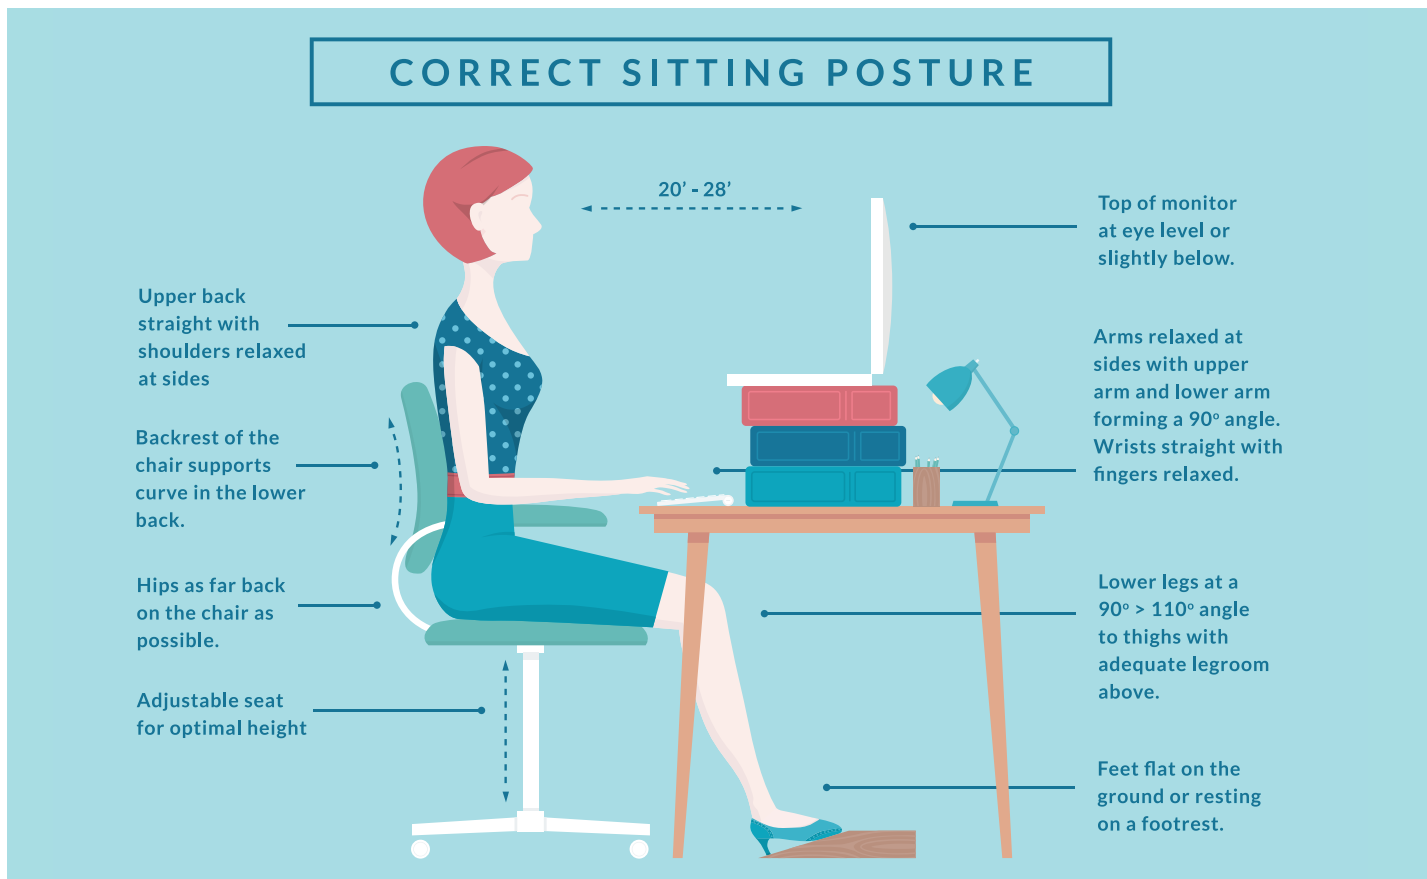 CORRECT SITTING POSTURE
20' - 28'
Upper back
straight with
shoulders relaxed
at sides
Backrest of the
chair supports
curve in the lower
back.
Hips as far back
on the chair as
possible.
Adjustable seat
for optimal height
Top of monitor
at eye level or
slightly below.
Arms relaxed at
sides with upper
arm and lower arm
forming a 90º angle.
Wrists straight with
fingers relaxed.
Lower legs at a
90º > 110º angle
to thighs with
adequate legroom
above.
Feet flat on the
ground or resting
on a footrest.